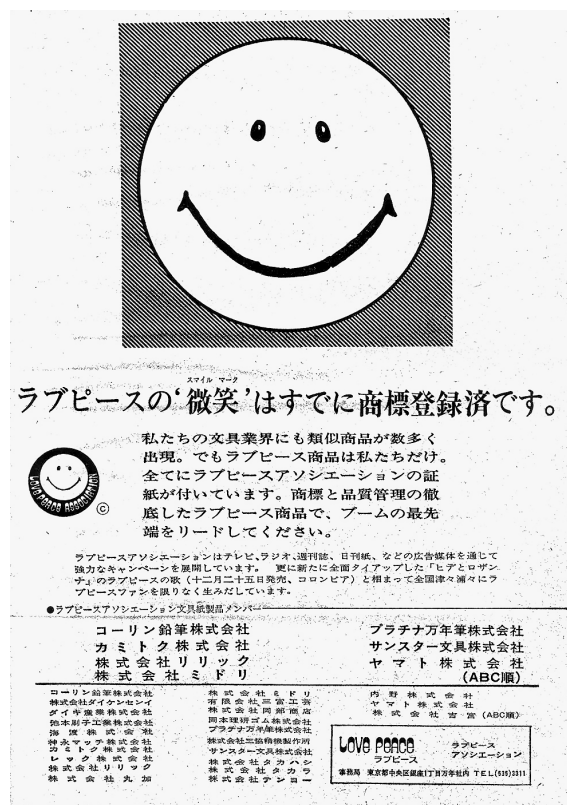 スマイル マーク
ラブピースの‘微笑’はすでに商標登録済です。
私たちの文具業界にも類似商品が数多く
出現。でもラブピース商品は私たちだけ。
全てにラブピースアソシエーションの証
紙が付いています。商標と品質管理の徹
底したラブピース商品で、ブームの最先
端をリードしてください。
LOVE PEACE ASSOCIATION
©
ラブピースアソシエーションはテレビ、ラジオ、週刊誌、日刊紙、などの広告媒体を通じて
強力なキャンペーンを展開しています。 更に新たに全面タイアップした「ヒデとロザン
ナ」のラブピースの歌(十二月二十五日発売、コロンビア)と相まって全国津々浦々にラ
ブピースファンを限りなく生みだしています。
●ラブピースアソシエーション文具紙製品メンバー
コーリン鉛筆株式会社
カミトク株式会社
株式会社リリック
株式会社ミドリ
プラチナ万年筆株式会社
サンスター文具株式会社
ヤマト株式会社
(ABC順)
コーリン鉛筆株式会社
株式会社ダイケンセンイ
ダイヤ産業株式会社
池本刷子工業株式会社
海渡株式会社
神永マッチ株式会社
カミトク株式会社
レック株式会社
株式会社リリック
株式会社丸加
株式会社ミドリ
有限会社三富工芸
株式会社岡部商店
岡本理研ゴム株式会社
プラチナ万年筆株式会社
株式会社三協精機製作所
サンスター文具株式会社
株式会社タカハシ
株式会社タカラ
株式会社テンヨー
内野株式会社
ヤマト株式会社
株式会社吉富(ABC順)
LOVE PEACE
ラブピース
ラブピース
アソシエーション
事務局 東京都中央区銀座1丁目万年社内 TEL(535)3311